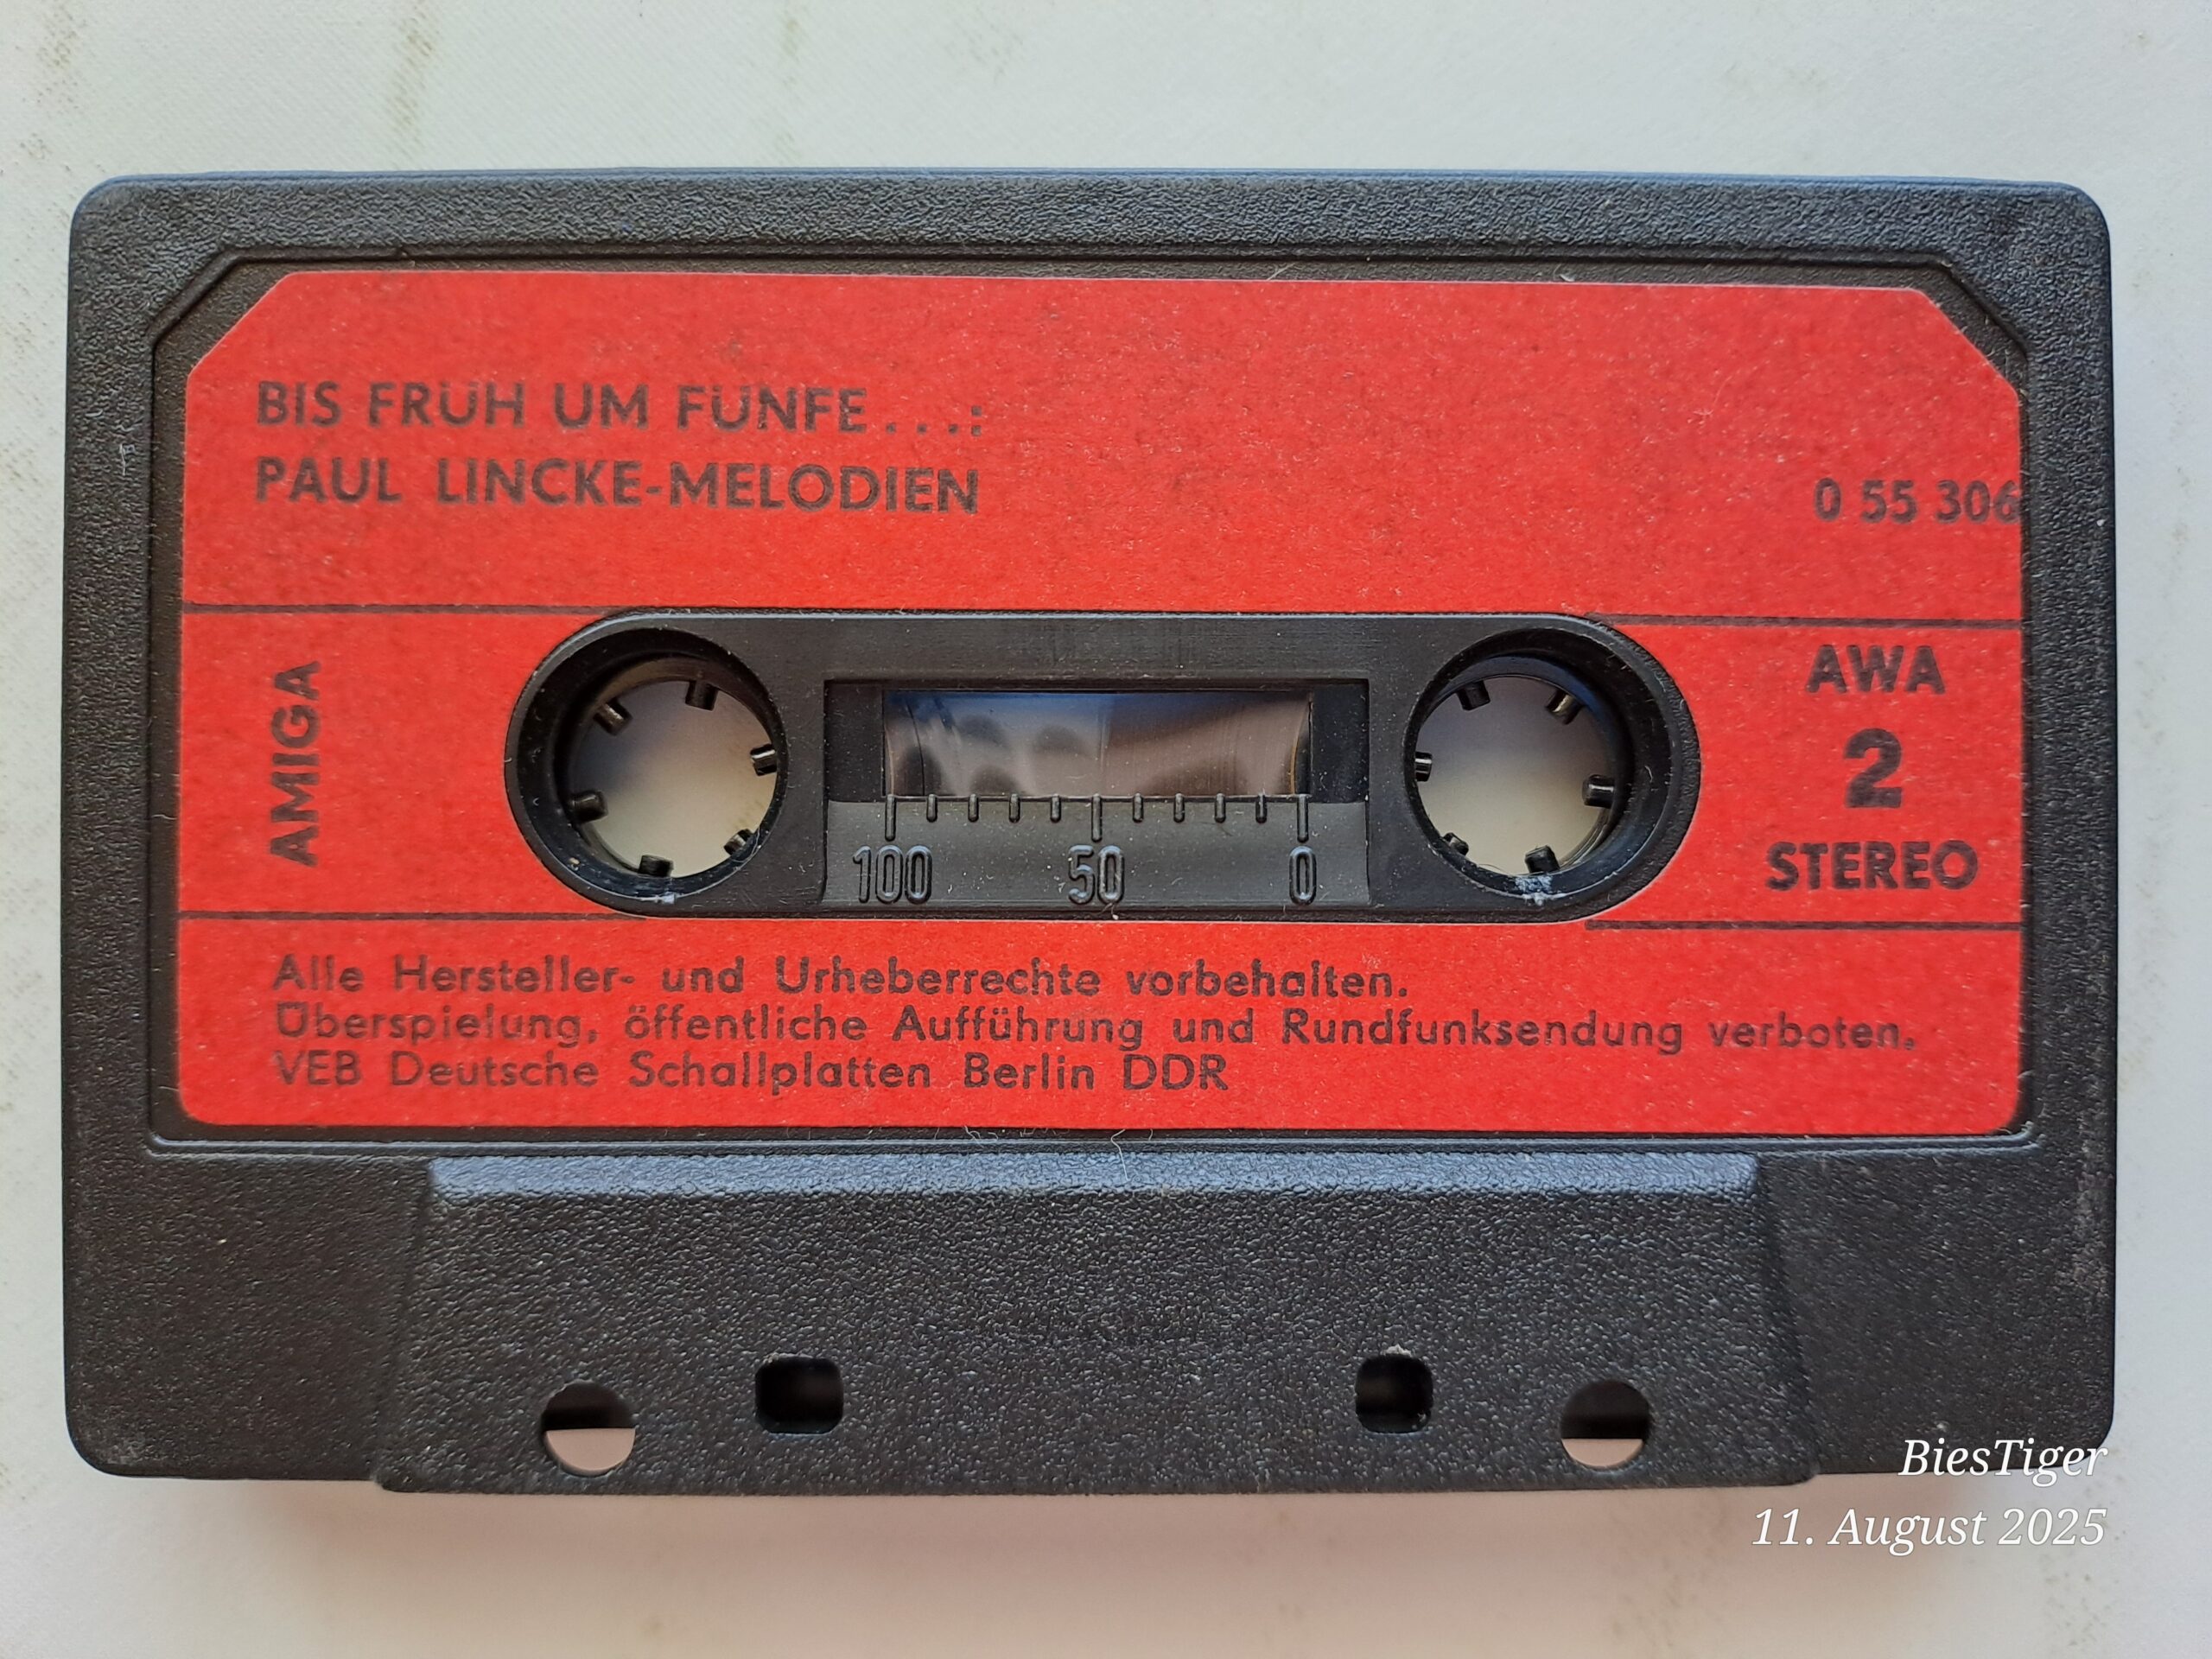 BIS FRÜH UM FÜNFE...:
PAUL LINCKE-MELODIEN
0 55 306
AMIGA
AWA
2
STEREO
100 50 0
Alle Hersteller- und Urheberrechte vorbehalten.
Überspielung, öffentliche Aufführung und Rundfunksendung verboten.
VEB Deutsche Schallplatten Berlin DDR
BiesTiger
11. August 2025